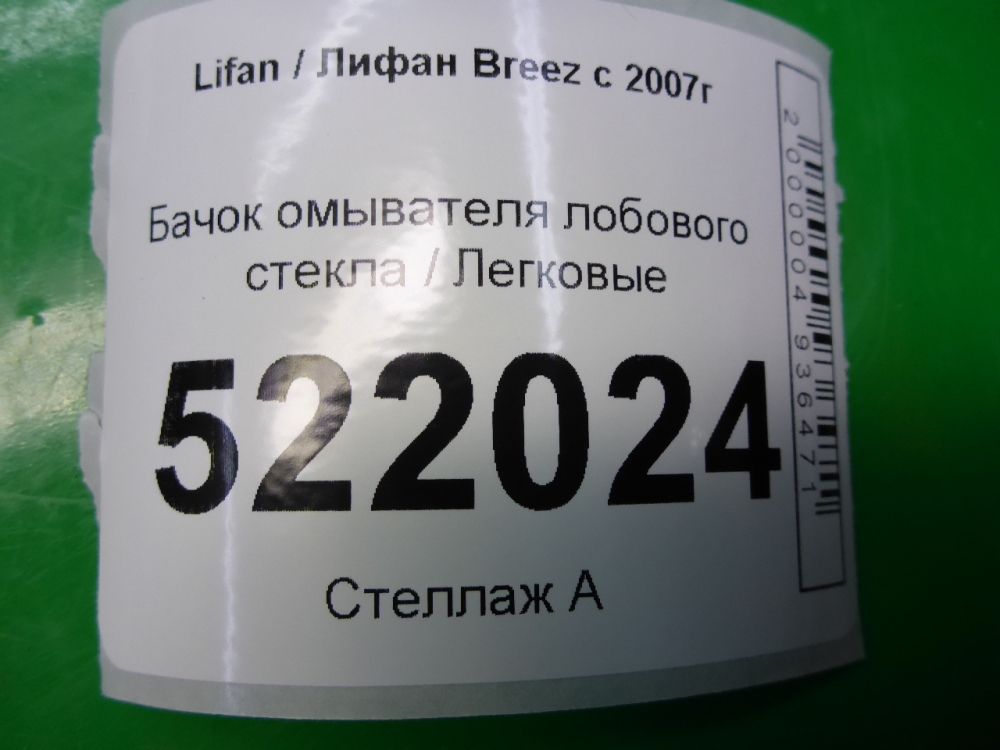 Lifan / Лифан Breez с 2007г
Бачок омывателя лобового
стекла / Легковые
522024
Стеллаж А
2000004936471